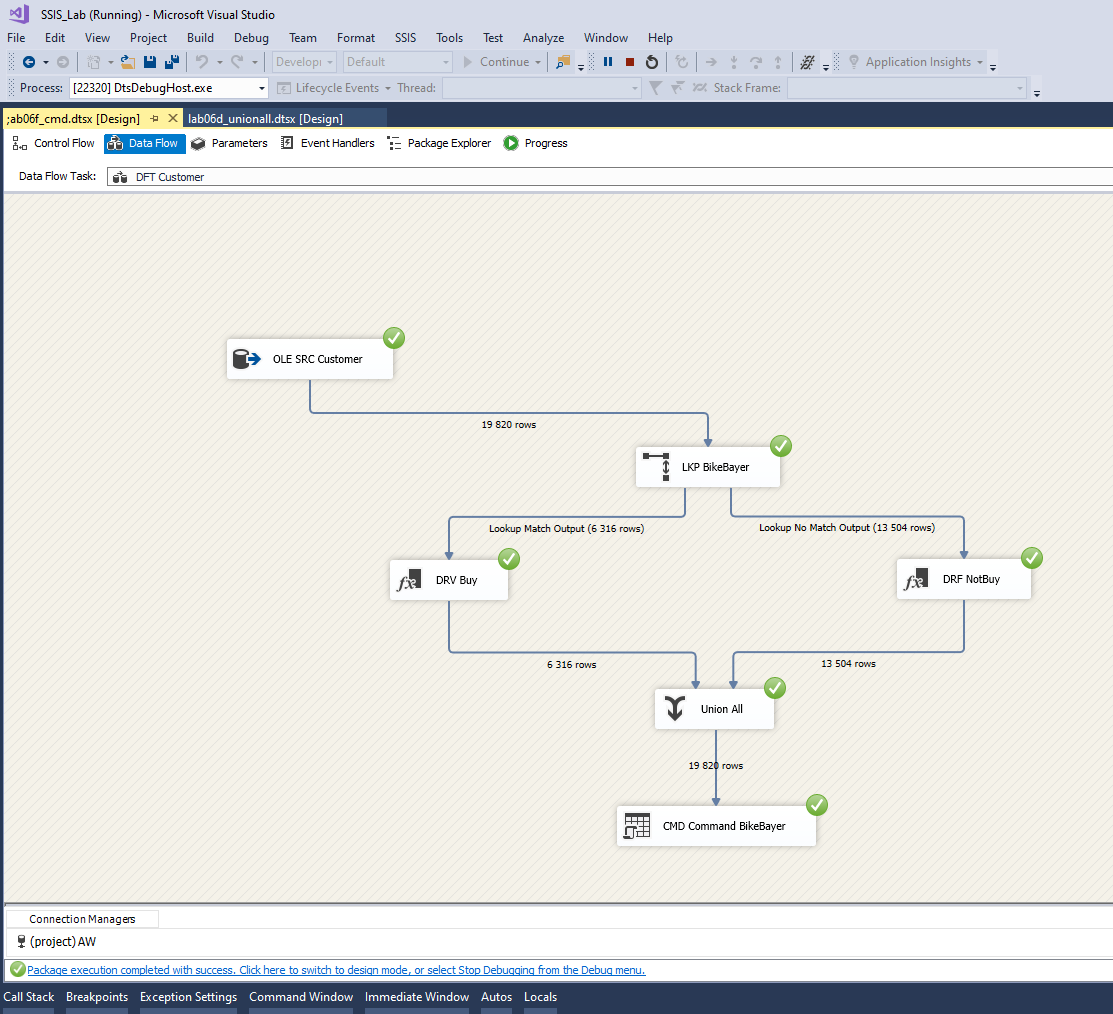 SSIS_Lab (Running) - Microsoft Visual Studio
File Edit View Project Build Debug Team Format SSIS Tools Test Analyze Window Help
Develop Default Continue Application Insights
Process: [22320] DtsDebugHost.exe Lifecycle Events Thread: Stack Frame:
;ab06f_cmd.dtsx [Design] lab06d_unionall.dtsx [Design]
Control Flow Data Flow Parameters Event Handlers Package Explorer Progress
Data Flow Task: DFT Customer
OLE SRC Customer
19 820 rows
LKP BikeBayer
Lookup Match Output (6 316 rows) Lookup No Match Output (13 504 rows)
DRV Buy DRF NotBuy
6 316 rows 13 504 rows
Union All
19 820 rows
CMD Command BikeBayer
Connection Managers
(project) AW
Package execution completed with success. Click here to switch to design mode, or select Stop Debugging from the Debug menu.
Call Stack Breakpoints Exception Settings Command Window Immediate Window Autos Locals